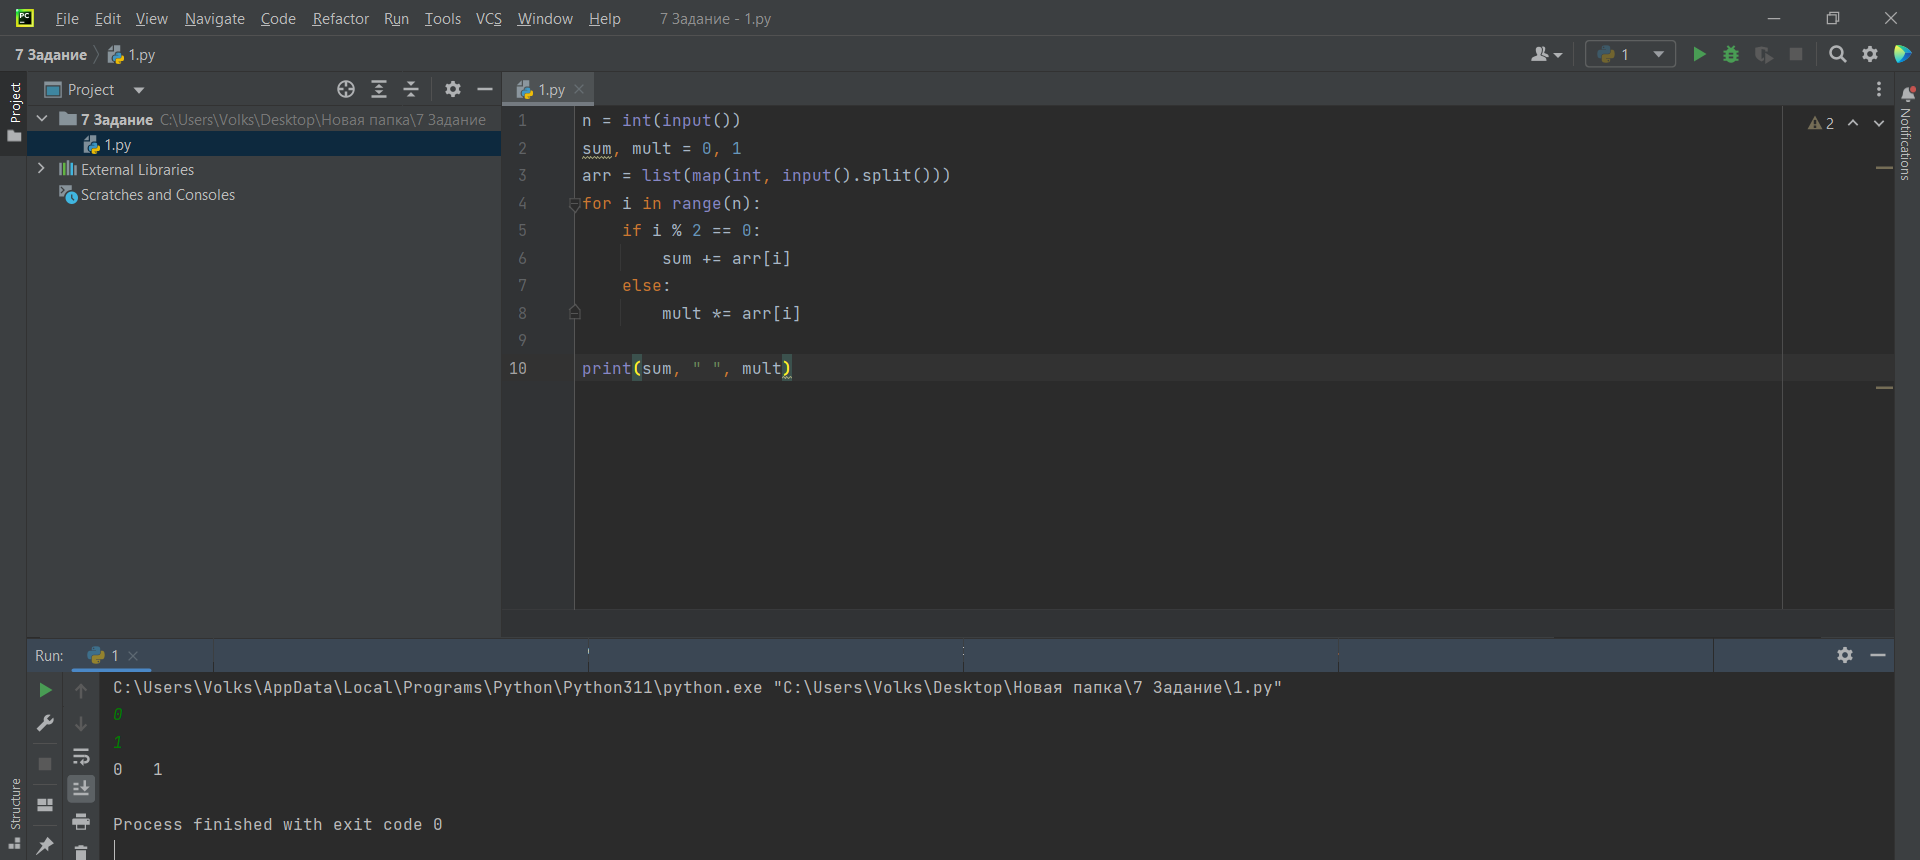 PC File Edit View Navigate Code Refactor Run Tools VCS Window Help 7 Задание - 1.py
7 Задание 1.py 1
Project Project 1.py
7 Задание C:\Users\Volks\Desktop\Новая папка\7 Задание
1.py
External Libraries
Scratches and Consoles
1 n = int(input())
2 sum, mult = 0, 1
3 arr = list(map(int, input().split()))
4 for i in range(n):
5 if i % 2 == 0:
6 sum += arr[i]
7 else:
8 mult *= arr[i]
9
10 print(sum, " ", mult)
2
Notifications
Run: 1
C:\Users\Volks\AppData\Local\Programs\Python\Python311\python.exe "C:\Users\Volks\Desktop\Новая папка\7 Задание\1.py"
0
1
0   1
Process finished with exit code 0
Structure